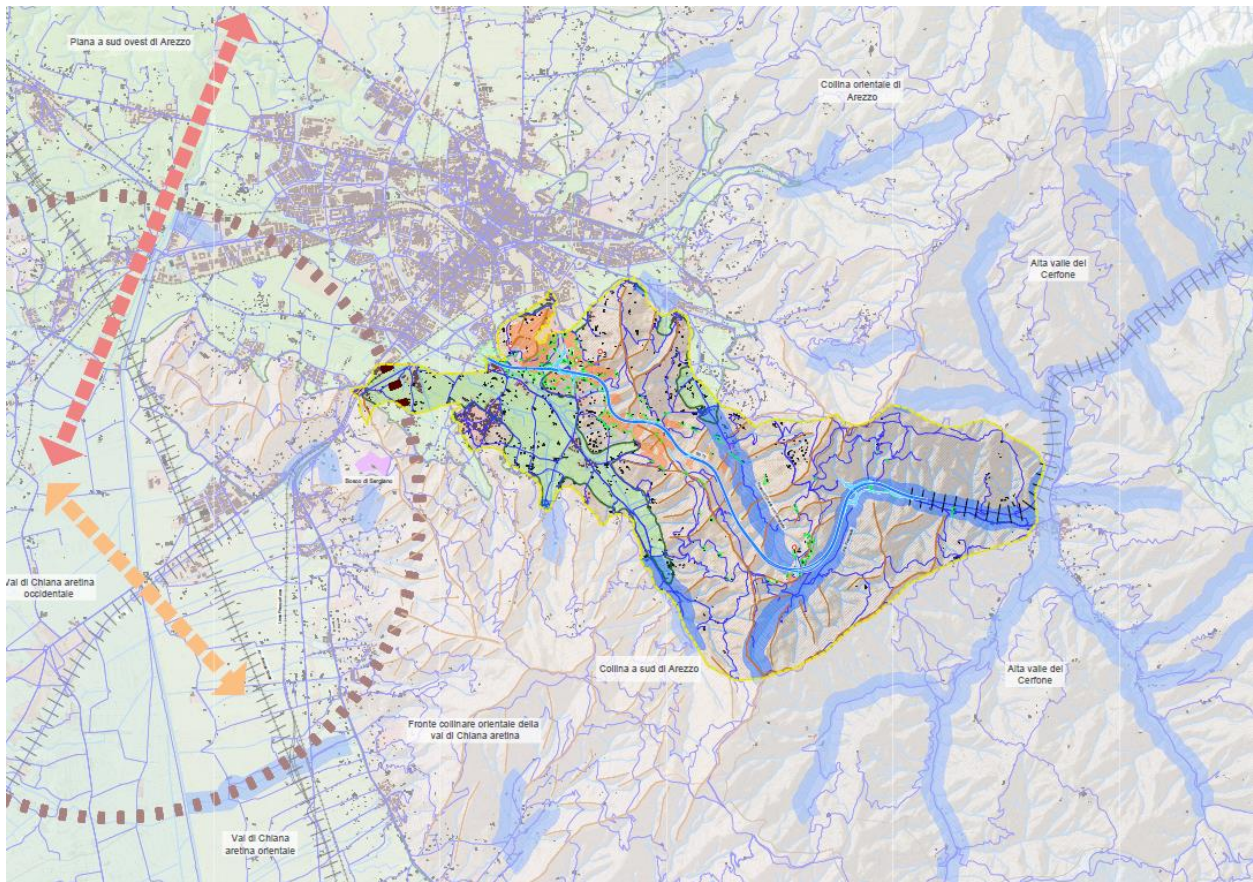 Piana a sud ovest di Arezzo
Collina orientale di
Arezzo
Alta valle del
Cerfone
Bosco di Sargiano
Val di Chiana aretina
occidentale
Collina a sud di Arezzo
Alta valle del
Cerfone
Fronte collinare orientale della
val di Chiana aretina
Val di Chiana
aretina orientale